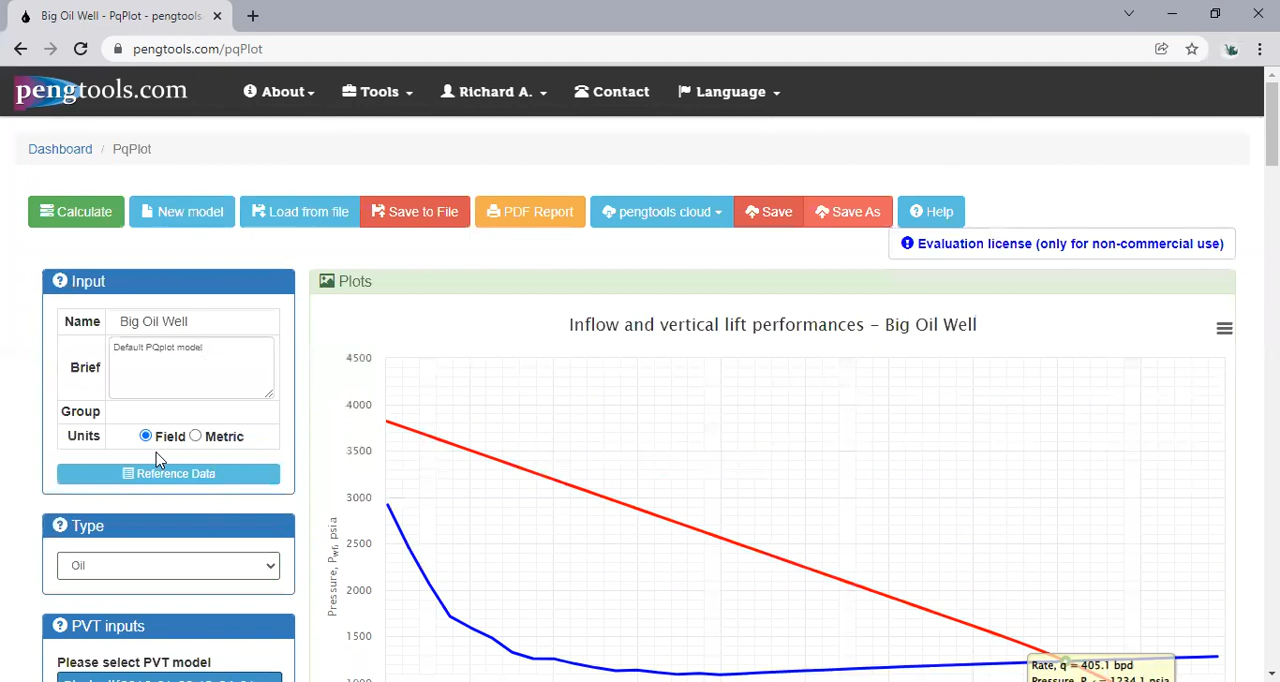 Big Oil Well - PqPlot - pengtools.
pengtools.com/pqPlot
pengtools.com
About
Tools
Richard A.
Contact
Language
Dashboard / PqPlot
Calculate
New model
Load from file
Save to File
PDF Report
pengtools cloud
Save
Save As
Help
Evaluation license (only for non-commercial use)
Input
Name Big Oil Well
Brief Default PQplot model
Group
Units Field Metric
Reference Data
Type
Oil
PVT inputs
Please select PVT model
Plots
Inflow and vertical lift performances – Big Oil Well
4500
4000
3500
3000
2500
2000
1500
Pressure, Pwf, psia
Rate, q = 405.1 bpd